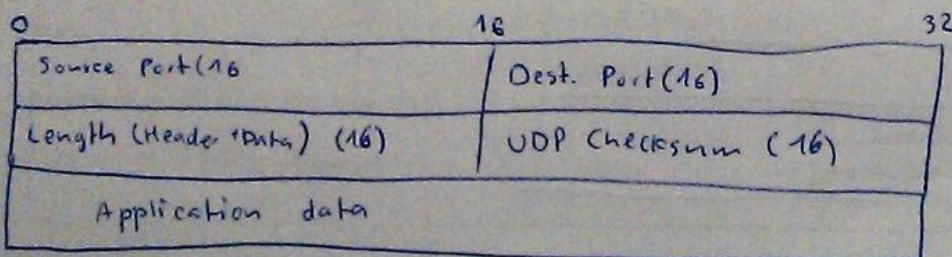 0 16 32
Source Port (16 Dest. Port (16)
Length (Header + Data) (16) UDP Checksum (16)
Application data